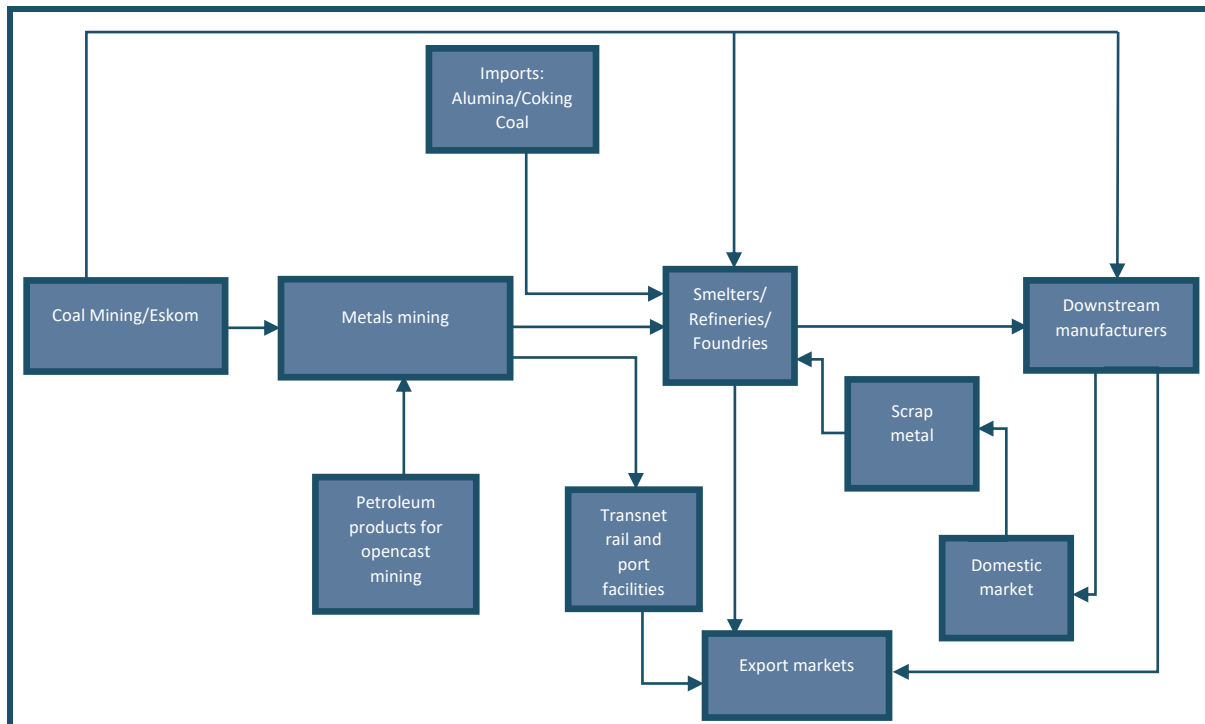 Imports:
Alumina/Coking
Coal
Coal Mining/Eskom
Metals mining
Smelters/
Refineries/
Foundries
Downstream
manufacturers
Scrap
metal
Petroleum
products for
opencast
mining
Transnet
rail and
port
facilities
Domestic
market
Export markets